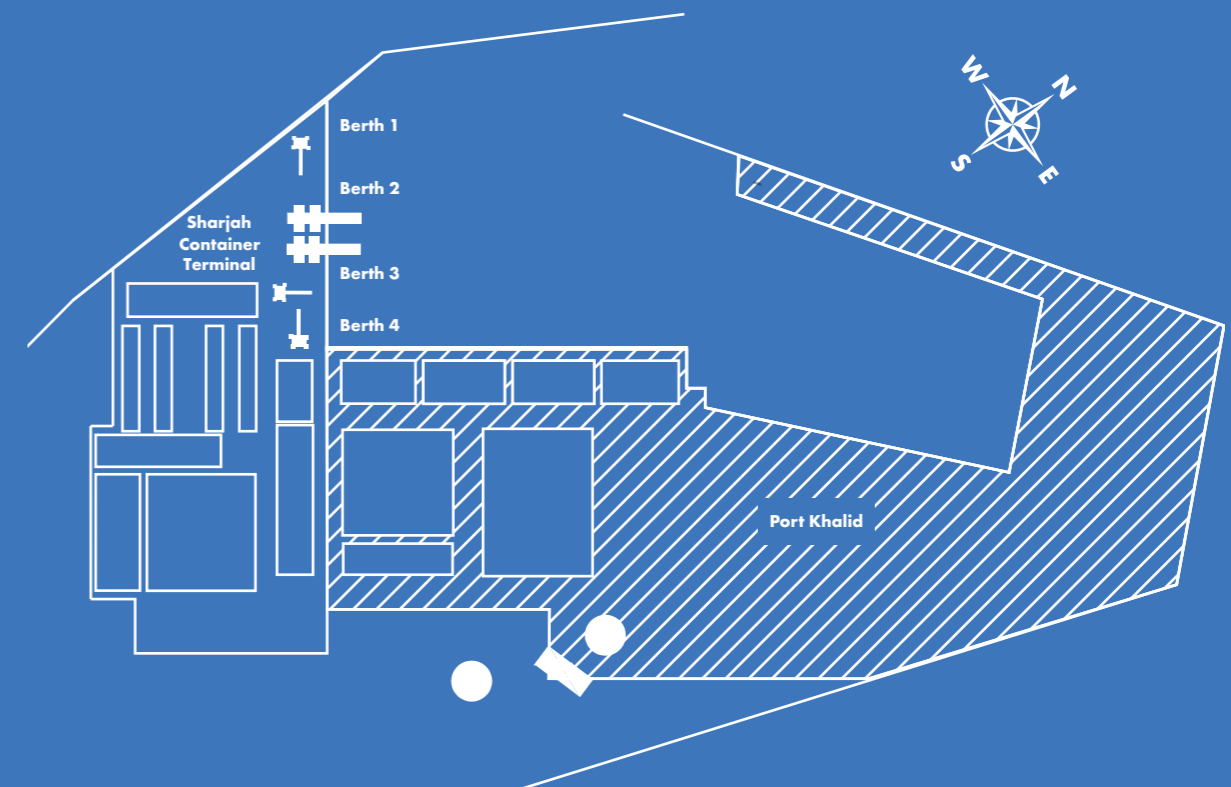 W
N
S
E
Berth 1
Berth 2
Sharjah
Container
Terminal
Berth 3
Berth 4
Port Khalid